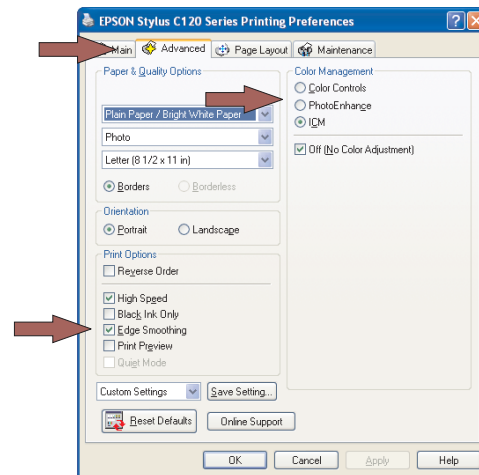 EPSON Stylus C120 Series Printing Preferences
Main Advanced Page Layout Maintenance
Paper & Quality Options
Plain Paper / Bright White Paper
Photo
Letter (8 1/2 x 11 in)
Borders Borderless
Orientation
Portrait Landscape
Print Options
Reverse Order
High Speed
Black Ink Only
Edge Smoothing
Print Preview
Quiet Mode
Custom Settings Save Setting...
Reset Defaults Online Support
Color Management
Color Controls
PhotoEnhance
ICM
Off (No Color Adjustment)
OK Cancel Apply Help